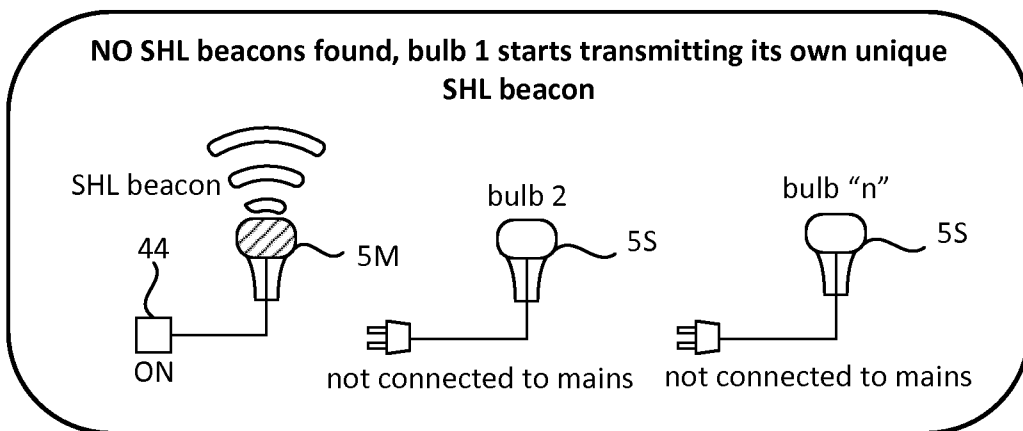 NO SHL beacons found, bulb 1 starts transmitting its own unique
SHL beacon
SHL beacon
bulb 2
bulb “n”
44
5M
5S
5S
ON
not connected to mains
not connected to mains